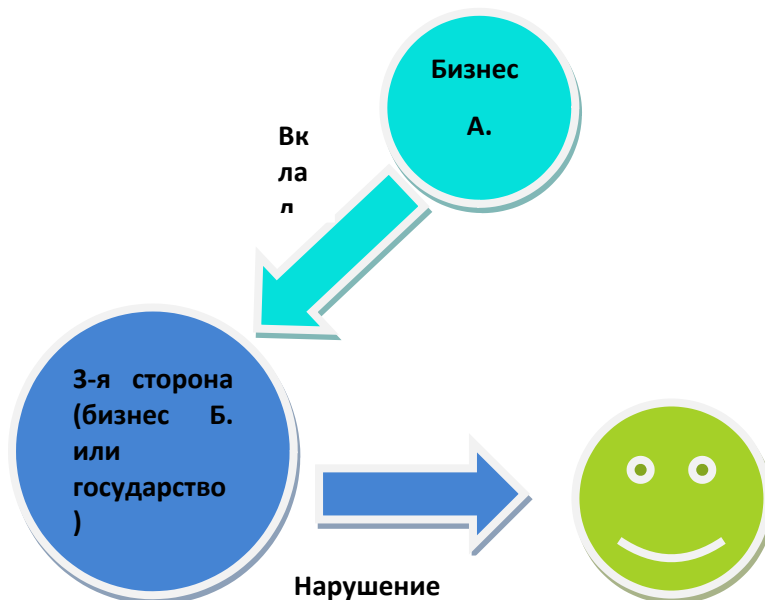 Бизнес
А.
Вк
ла
д
3-я сторона
(бизнес Б.
или
государство
)
Нарушение